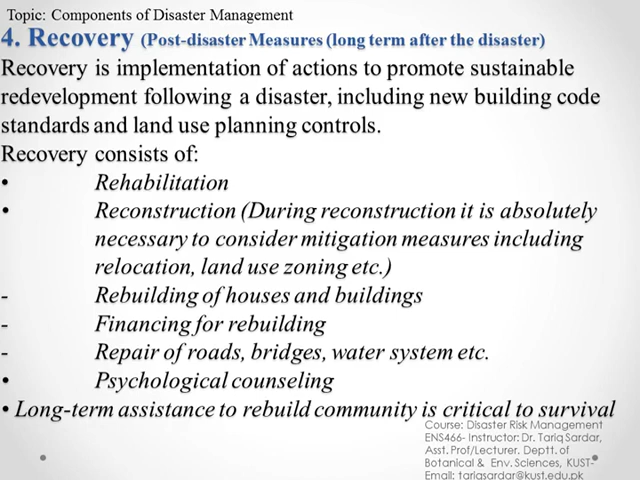 Topic: Components of Disaster Management
4. Recovery (Post-disaster Measures (long term after the disaster)
Recovery is implementation of actions to promote sustainable
redevelopment following a disaster, including new building code
standards and land use planning controls.
Recovery consists of:
• Rehabilitation
• Reconstruction (During reconstruction it is absolutely
necessary to consider mitigation measures including
relocation, land use zoning etc.)
- Rebuilding of houses and buildings
- Financing for rebuilding
- Repair of roads, bridges, water system etc.
• Psychological counseling
• Long-term assistance to rebuild community is critical to survival
Course: Disaster Risk Management
ENS466- Instructor: Dr. Tariq Sardar,
Asst. Prof/Lecturer. Deptt. of
Botanical & Env. Sciences, KUST-
Email: tariqsardar@kust.edu.pk